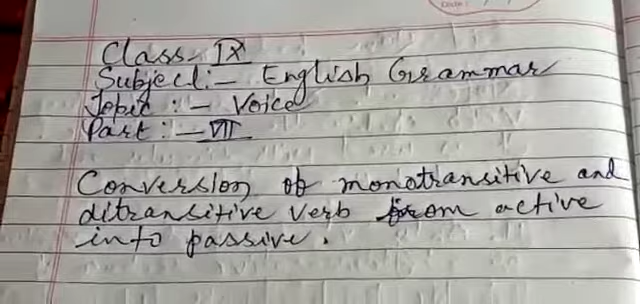 Class - IX
Subject :- English Grammar
Topic :- Voice
Part :- VII
Conversion of monotransitive and
ditransitive verb from active
into passive.